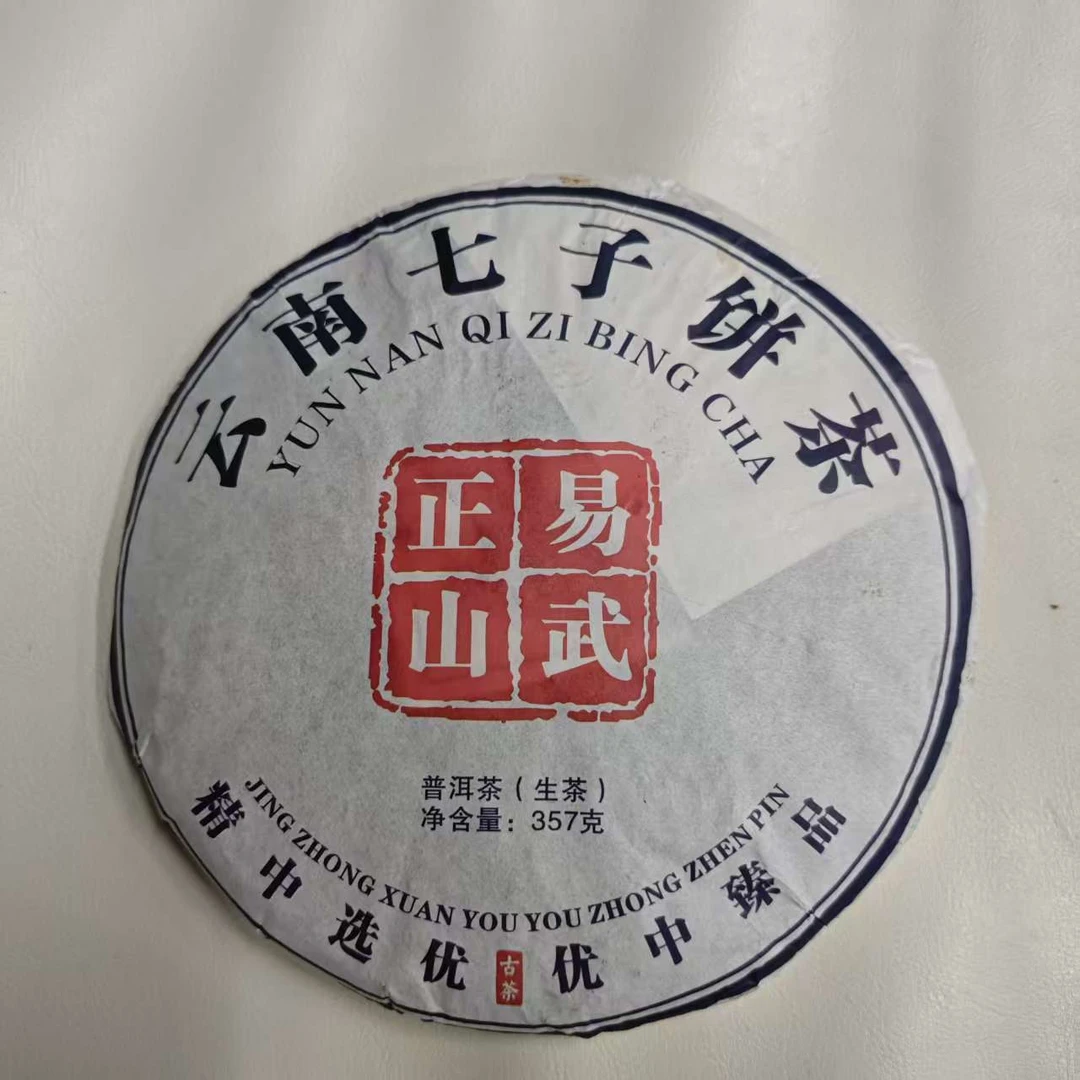 云南七子饼茶
YUN NAN QI ZI BING CHA
易武
正山
普洱茶（生茶）
净含量：357克
JING ZHONG XUAN YOU YOU ZHONG ZHEN PIN
精中选优 优中臻品
古茶